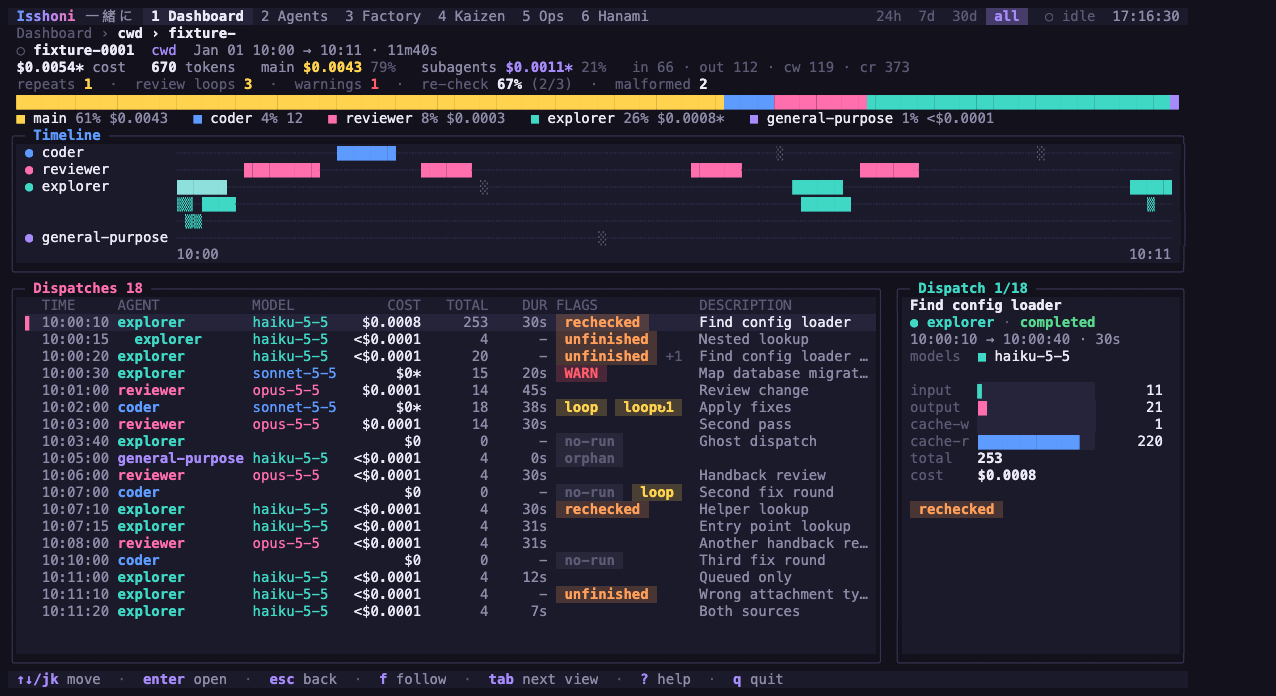 Isshoni 一緒に 1 Dashboard 2 Agents 3 Factory 4 Kaizen 5 Ops 6 Hanami 24h 7d 30d all ○ idle 17:16:30
Dashboard › cwd › fixture-
○ fixture-0001 cwd Jan 01 10:00 → 10:11 · 11m40s
$0.0054* cost 670 tokens main $0.0043 79% subagents $0.0011* 21% in 66 · out 112 · cw 119 · cr 373
repeats 1 · review loops 3 · warnings 1 · re-check 67% (2/3) · malformed 2
■ main 61% $0.0043 ■ coder 4% 12 ■ reviewer 8% $0.0003 ■ explorer 26% $0.0008* ■ general-purpose 1% <$0.0001
Timeline
● coder
● reviewer
● explorer
● general-purpose
10:00 10:11
Dispatches 18
TIME AGENT MODEL COST TOTAL DUR FLAGS DESCRIPTION
10:00:10 explorer haiku-5-5 $0.0008 253 30s rechecked Find config loader
10:00:15 explorer haiku-5-5 <$0.0001 4 – unfinished Nested lookup
10:00:20 explorer haiku-5-5 <$0.0001 20 – unfinished +1 Find config loader …
10:00:30 explorer sonnet-5-5 $0* 15 20s WARN Map database migrat…
10:01:00 reviewer opus-5-5 <$0.0001 14 45s Review change
10:02:00 coder sonnet-5-5 $0* 18 38s loop loop↻1 Apply fixes
10:03:00 reviewer opus-5-5 <$0.0001 14 30s Second pass
10:03:40 explorer $0 0 – no-run Ghost dispatch
10:05:00 general-purpose haiku-5-5 <$0.0001 4 0s orphan
10:06:00 reviewer opus-5-5 <$0.0001 4 30s Handback review
10:07:00 coder $0 0 – no-run loop Second fix round
10:07:10 explorer haiku-5-5 <$0.0001 4 30s rechecked Helper lookup
10:07:15 explorer haiku-5-5 <$0.0001 4 31s Entry point lookup
10:08:00 reviewer opus-5-5 <$0.0001 4 31s Another handback re…
10:10:00 coder $0 0 – no-run Third fix round
10:11:00 explorer haiku-5-5 <$0.0001 4 12s Queued only
10:11:10 explorer haiku-5-5 <$0.0001 4 – unfinished Wrong attachment ty…
10:11:20 explorer haiku-5-5 <$0.0001 4 7s Both sources
Dispatch 1/18
Find config loader
● explorer · completed
10:00:10 → 10:00:40 · 30s
models ■ haiku-5-5
input 11
output 21
cache-w 1
cache-r 220
total 253
cost $0.0008
rechecked
↑↓/jk move · enter open · esc back · f follow · tab next view · ? help · q quit